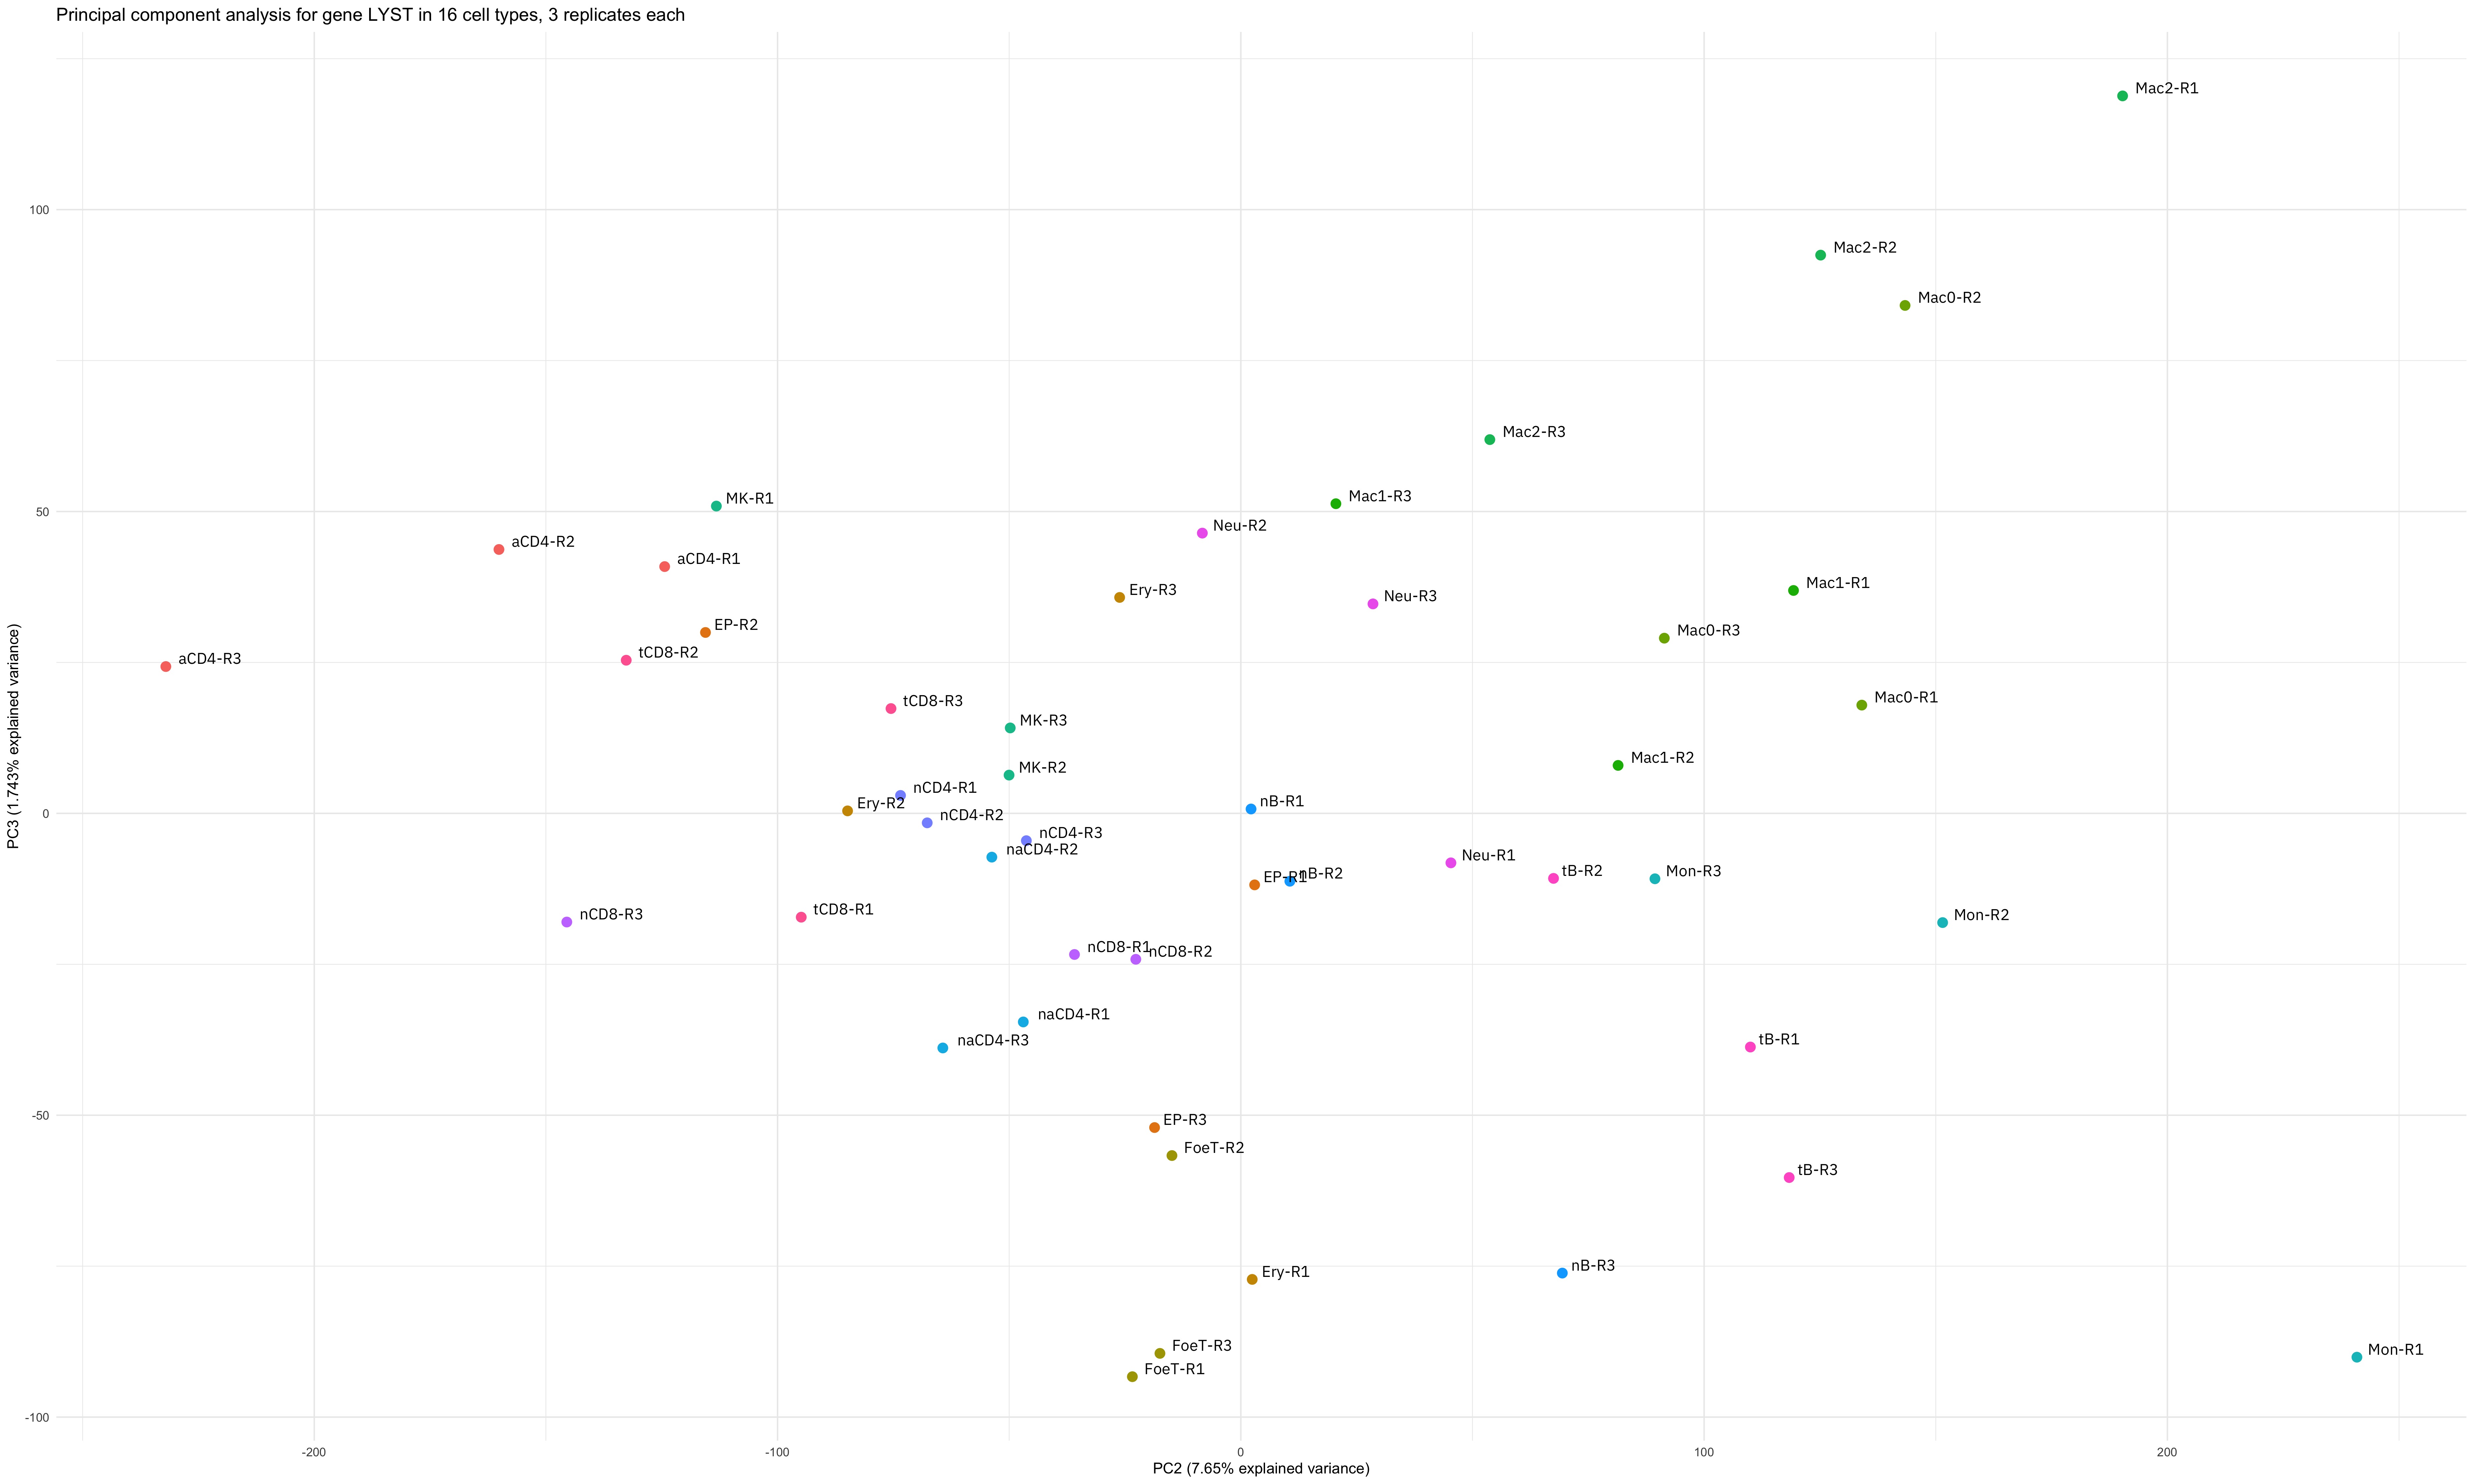 Principal component analysis for gene LYST in 16 cell types, 3 replicates each
Mac2-R1
100
Mac2-R2
Mac0-R2
Mac2-R3
50
MK-R1
Mac1-R3
Neu-R2
aCD4-R2
aCD4-R1
Ery-R3
Neu-R3
Mac1-R1
EP-R2
Mac0-R3
tCD8-R2
aCD4-R3
tCD8-R3
Mac0-R1
MK-R3
Mac1-R2
MK-R2
nCD4-R1
Ery-R2
nB-R1
0
nCD4-R2
nCD4-R3
naCD4-R2
Neu-R1
tB-R2
Mon-R3
EP-R1
nB-R2
tCD8-R1
nCD8-R3
Mon-R2
nCD8-R1
nCD8-R2
naCD4-R1
naCD4-R3
tB-R1
-50
EP-R3
FoeT-R2
tB-R3
nB-R3
Ery-R1
FoeT-R3
Mon-R1
FoeT-R1
-100
PC3 (1.743% explained variance)
-200
-100
0
100
200
PC2 (7.65% explained variance)